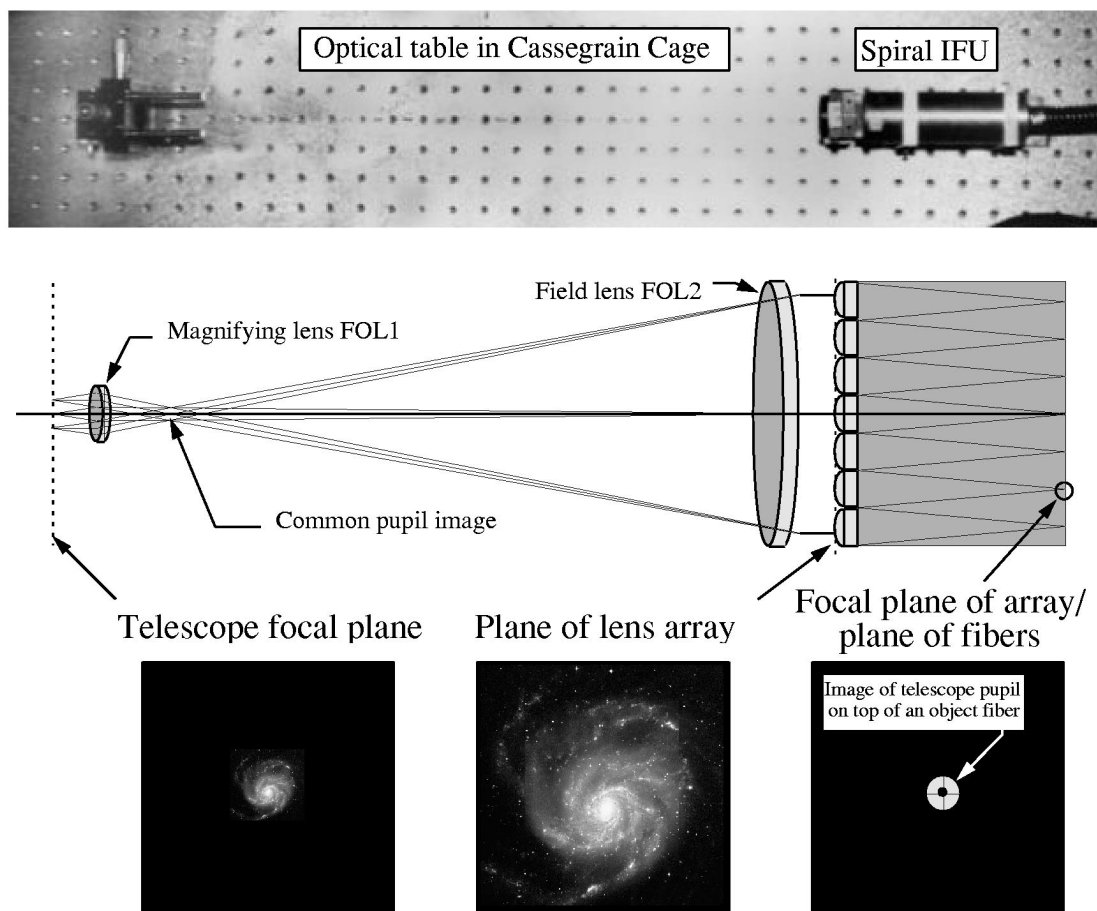 Optical table in Cassegrain Cage
Spiral IFU
Field lens FOL2
Magnifying lens FOL1
Common pupil image
Telescope focal plane
Plane of lens array
Focal plane of array/
plane of fibers
Image of telescope pupil
on top of an object fiber